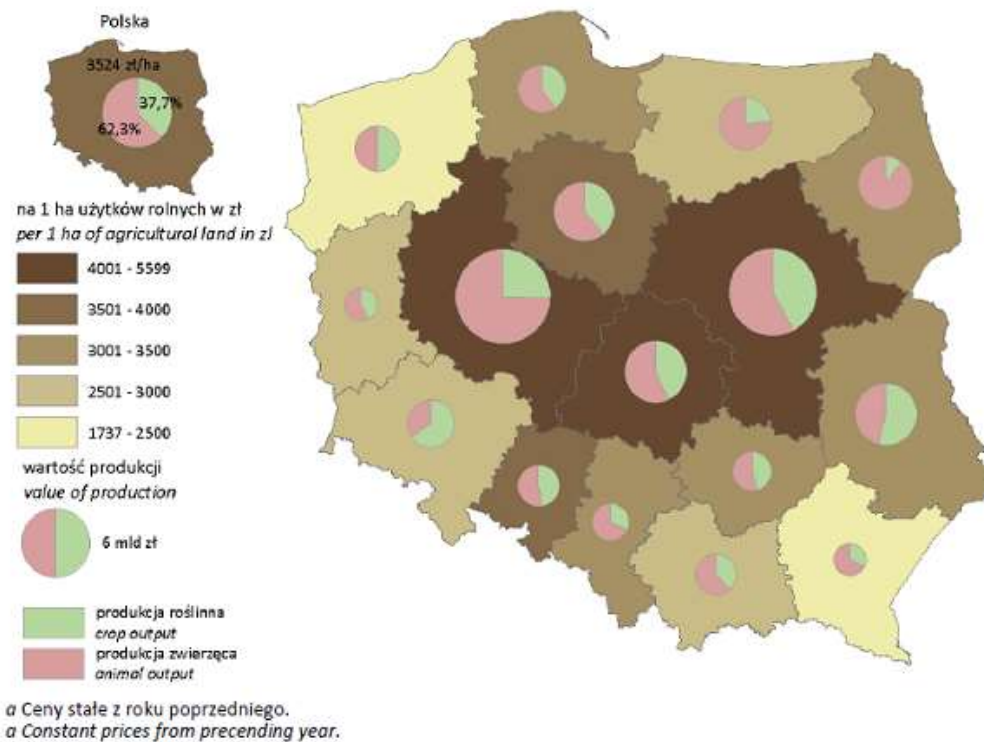 Polska
3524 zł/ha
37,7%
62,3%
na 1 ha użytków rolnych w zł
per 1 ha of agricultural land in zl
4001 - 5599
3501 - 4000
3001 - 3500
2501 - 3000
1737 - 2500
wartość produkcji
value of production
6 mld zł
produkcja roślinna
crop output
produkcja zwierzęca
animal output
a Ceny stałe z roku poprzedniego.
a Constant prices from precending year.